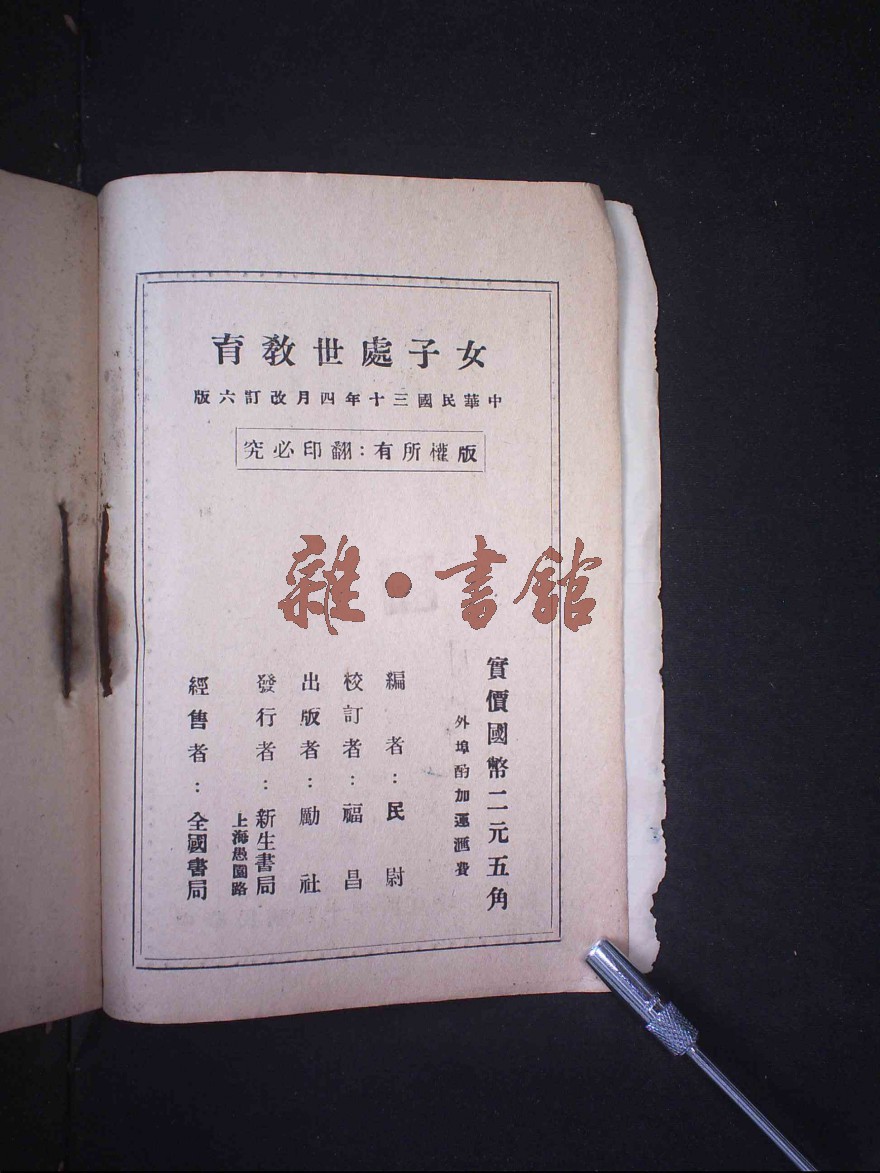 女子處世教育
中華民國三十年四月改訂六版
版權所有：翻印必究
雜·書館
實價國幣二元五角
外埠酌加運匯費
編者：民尉
校訂者：福昌
出版者：勵社
發行者：新生書局
上海愚園路
經售者：全國書局